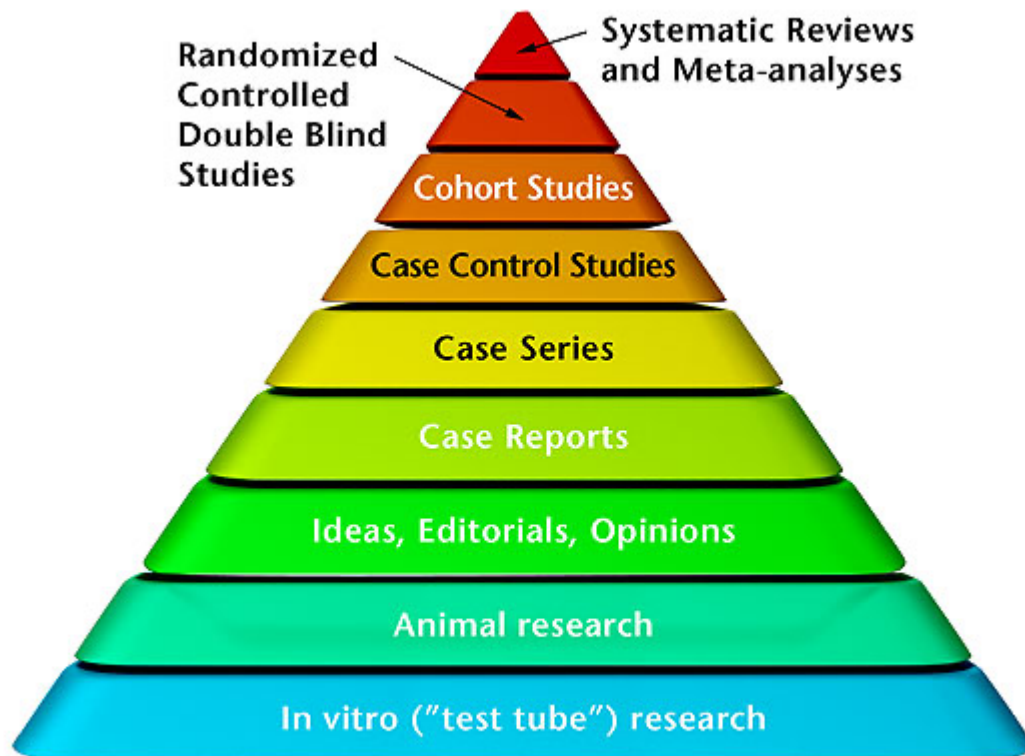 Systematic Reviews
and Meta-analyses
Randomized
Controlled
Double Blind
Studies
Cohort Studies
Case Control Studies
Case Series
Case Reports
Ideas, Editorials, Opinions
Animal research
In vitro ("test tube") research